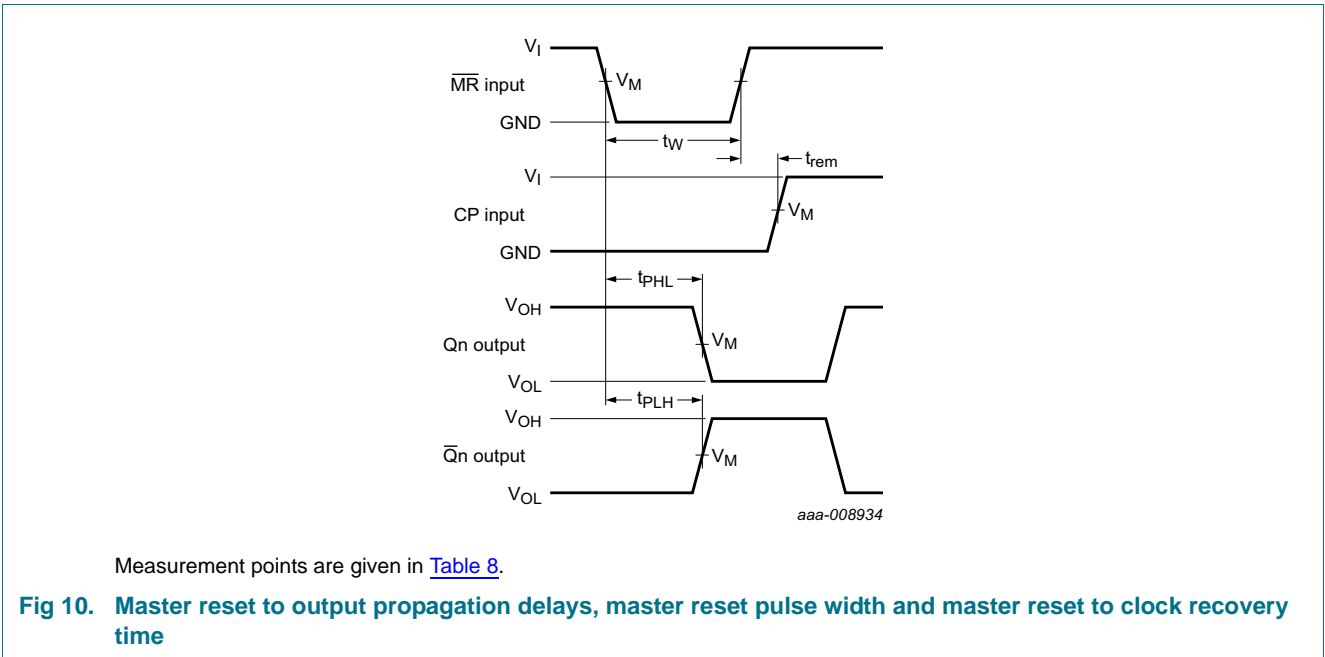 V_I
M̅R̅ input
V_M
GND
t_W
t_rem
V_I
CP input
V_M
GND
t_PHL
V_OH
Qn output
V_M
V_OL
t_PLH
V_OH
Q̅n output
V_M
V_OL
aaa-008934
Measurement points are given in Table 8.
Fig 10. Master reset to output propagation delays, master reset pulse width and master reset to clock recovery
time